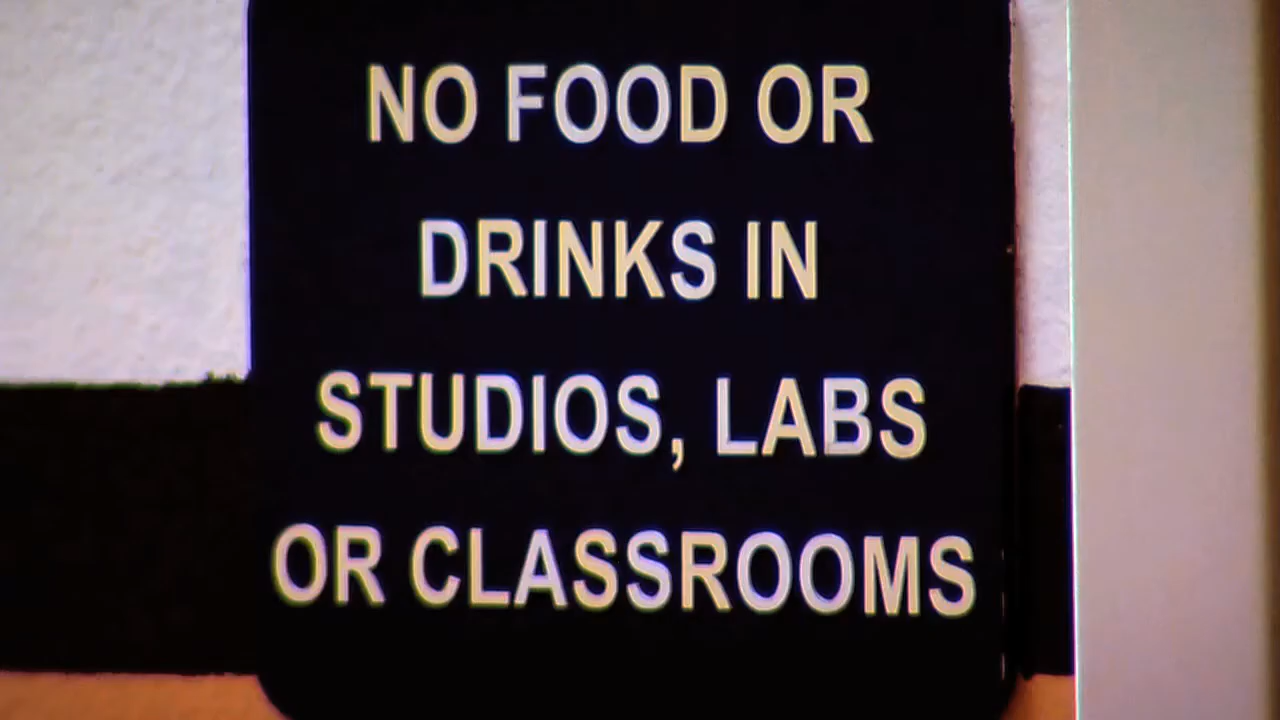 NO FOOD OR
DRINKS IN
STUDIOS, LABS
OR CLASSROOMS